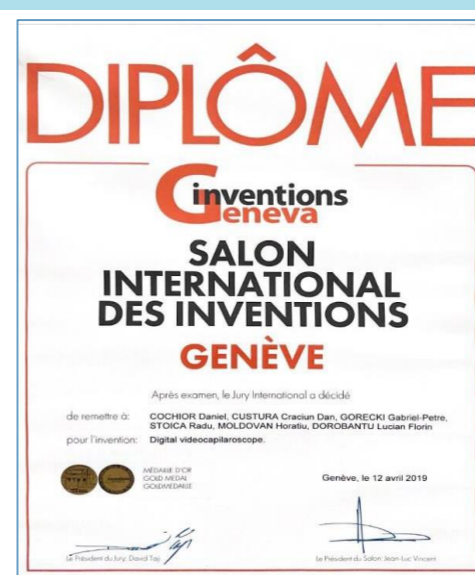 DIPLÔME
inventions
Geneva
SALON
INTERNATIONAL
DES INVENTIONS
GENÈVE
Après examen, le Jury International a décidé
de remettre à: COCHIOR Daniel, CUSTURA Craciun Dan, GORECKI Gabriel-Petre,
STOICA Radu, MOLDOVAN Horatiu, DOROBANTU Lucian Florin
pour l'invention: Digital videocapilaroscope.
MÉDAILLE D'OR
GOLD MEDAL
GOLDMEDAILLE
Genève, le 12 avril 2019
Le Président du Jury: David Taji
Le Président du Salon: Jean-Luc Vincent